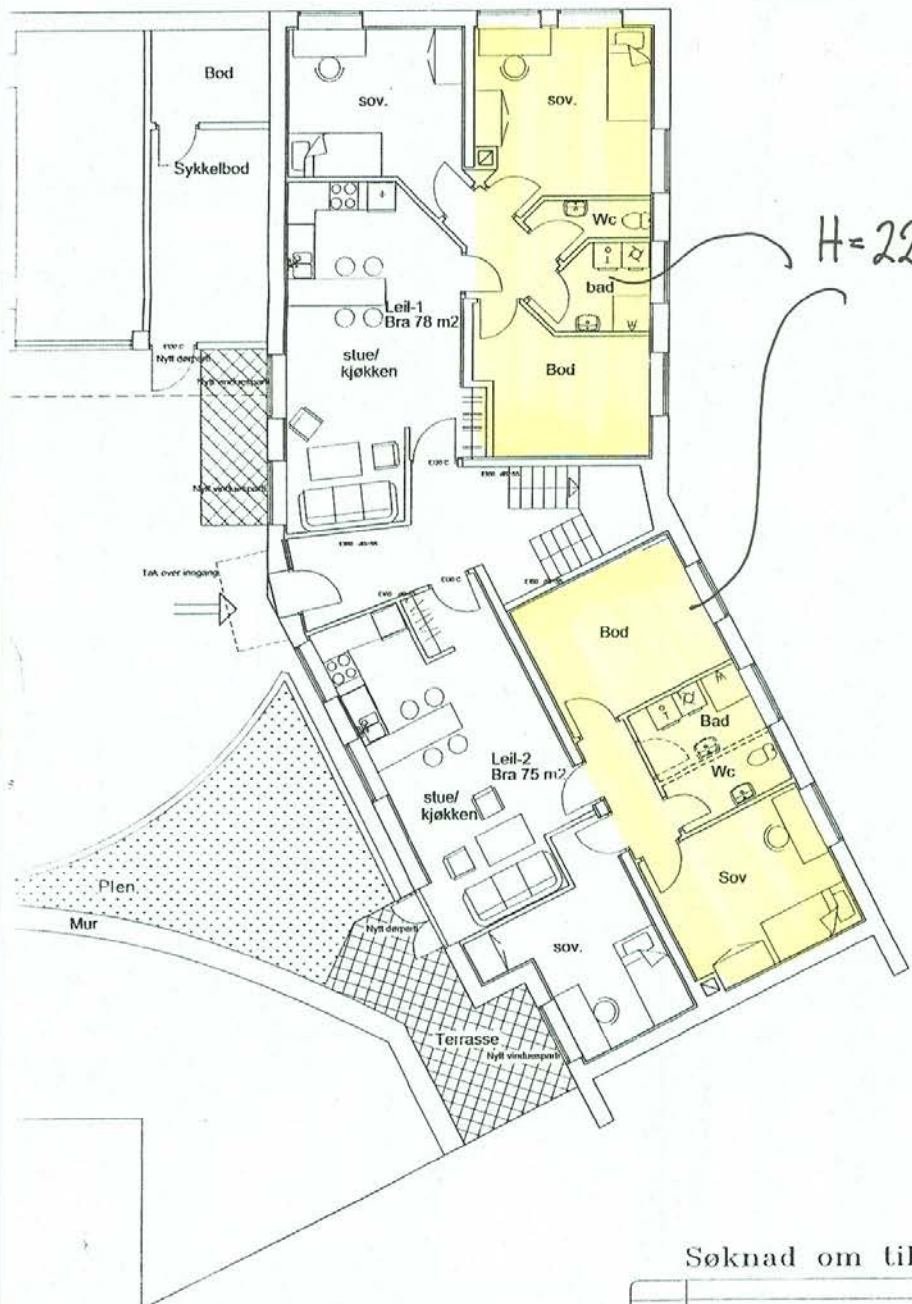 Bod
sov.
sov.
Sykkelbod
Wc
H=22
bad
Leil-1
Bra 78 m2
Nytt dørparti
Nytt vindusparti
stue/
kjøkken
Bod
Nytt vindusparti
Tak over inngang
Bod
Bad
Leil-2
Bra 75 m2
Wc
stue/
kjøkken
Plen
Sov
Mur
Nytt dørparti
sov.
Terrasse
Nytt vindusparti
Søknad om til